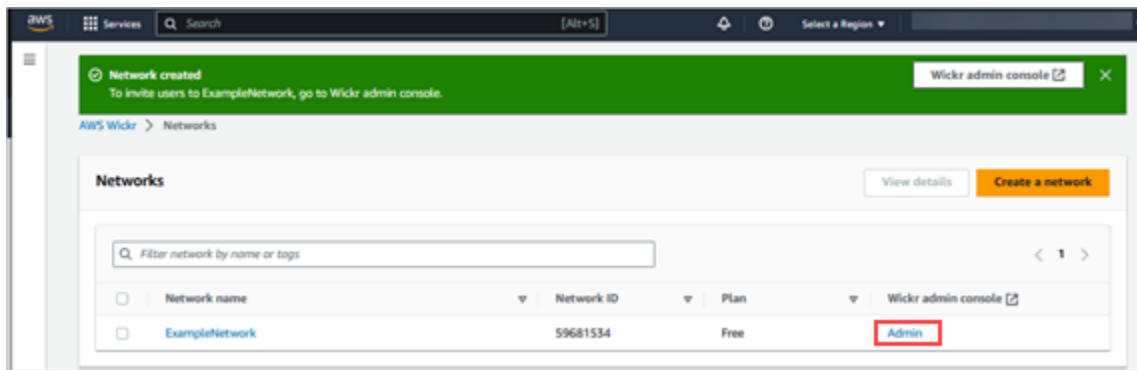 aws Services Search [Alt+S] Select a Region
Network created
To invite users to ExampleNetwork, go to Wickr admin console.
Wickr admin console
AWS Wickr > Networks
Networks View details Create a network
Filter network by name or tags < 1 >
Network name Network ID Plan Wickr admin console
ExampleNetwork 59681534 Free Admin